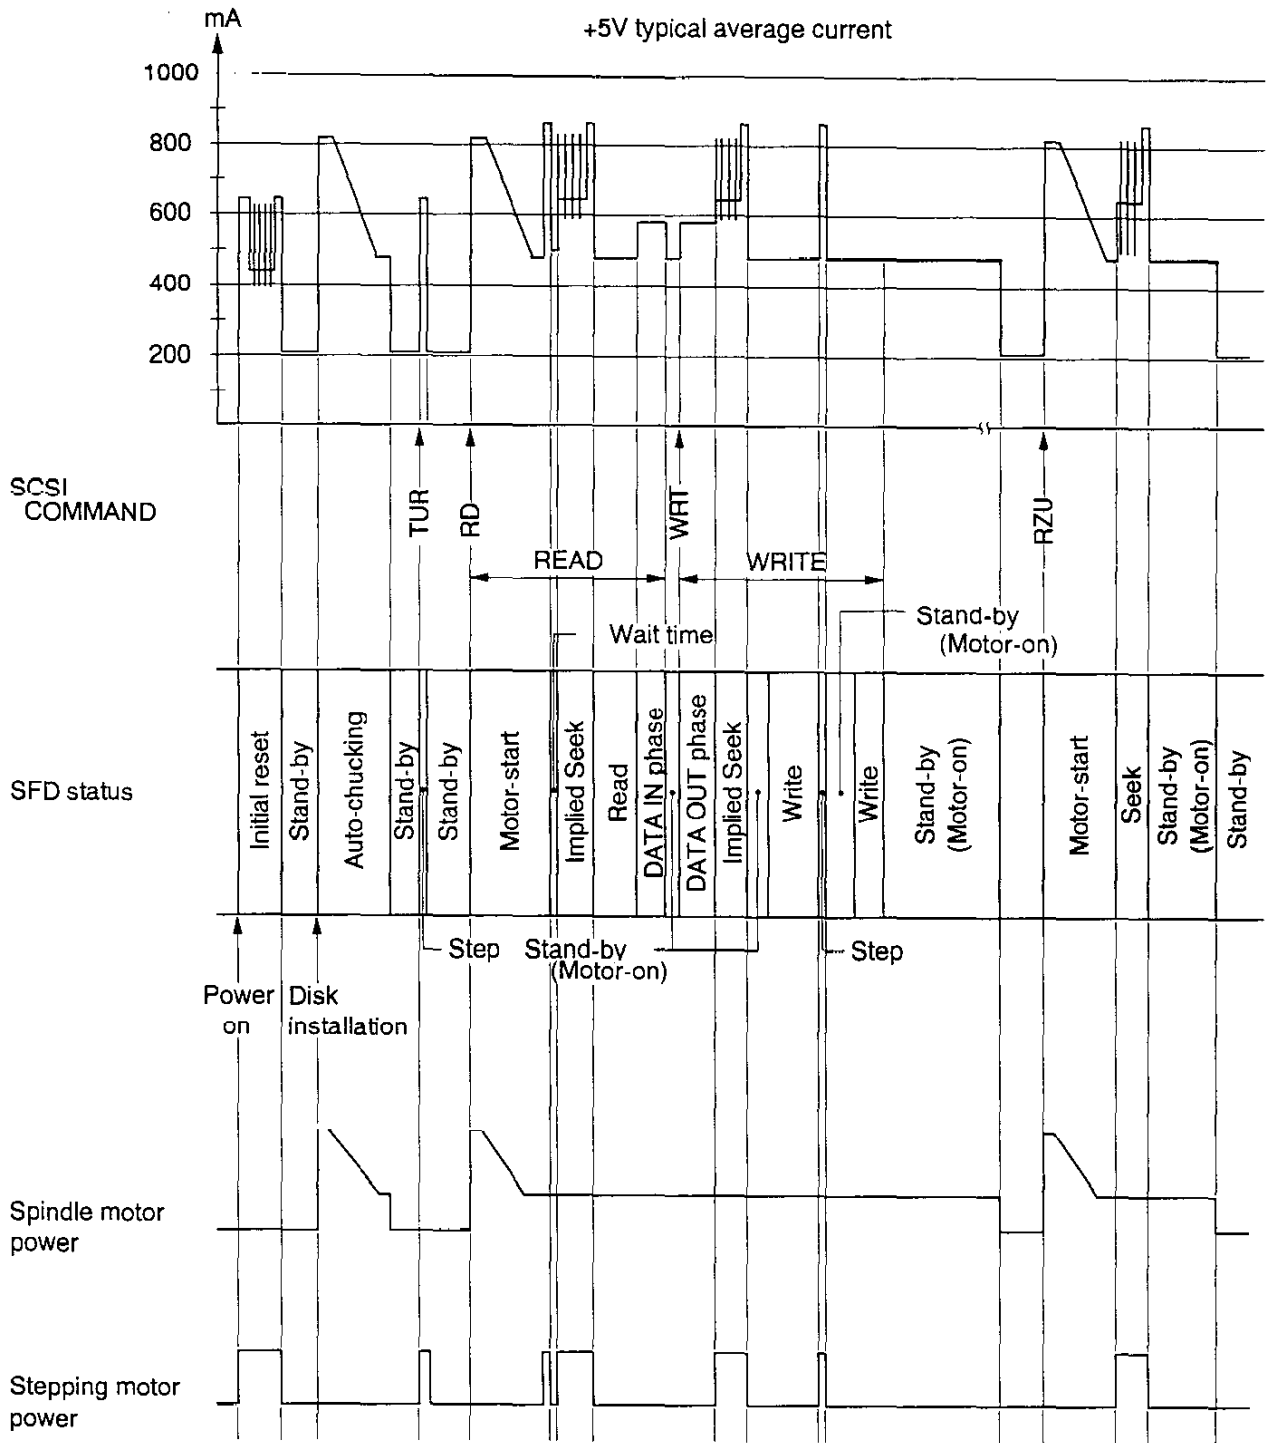 mA
+5V typical average current
1000
800
600
400
200
SCSI
COMMAND
TUR
RD
WRT
RZU
READ
WRITE
Wait time
Stand-by
(Motor-on)
SFD status
Initial reset
Stand-by
Auto-chucking
Stand-by
Stand-by
Motor-start
Implied Seek
Read
DATA IN phase
DATA OUT phase
Implied Seek
Write
Write
Stand-by
(Motor-on)
Motor-start
Seek
Stand-by
(Motor-on)
Stand-by
Step
Stand-by
(Motor-on)
Step
Power
on
Disk
installation
Spindle motor
power
Stepping motor
power